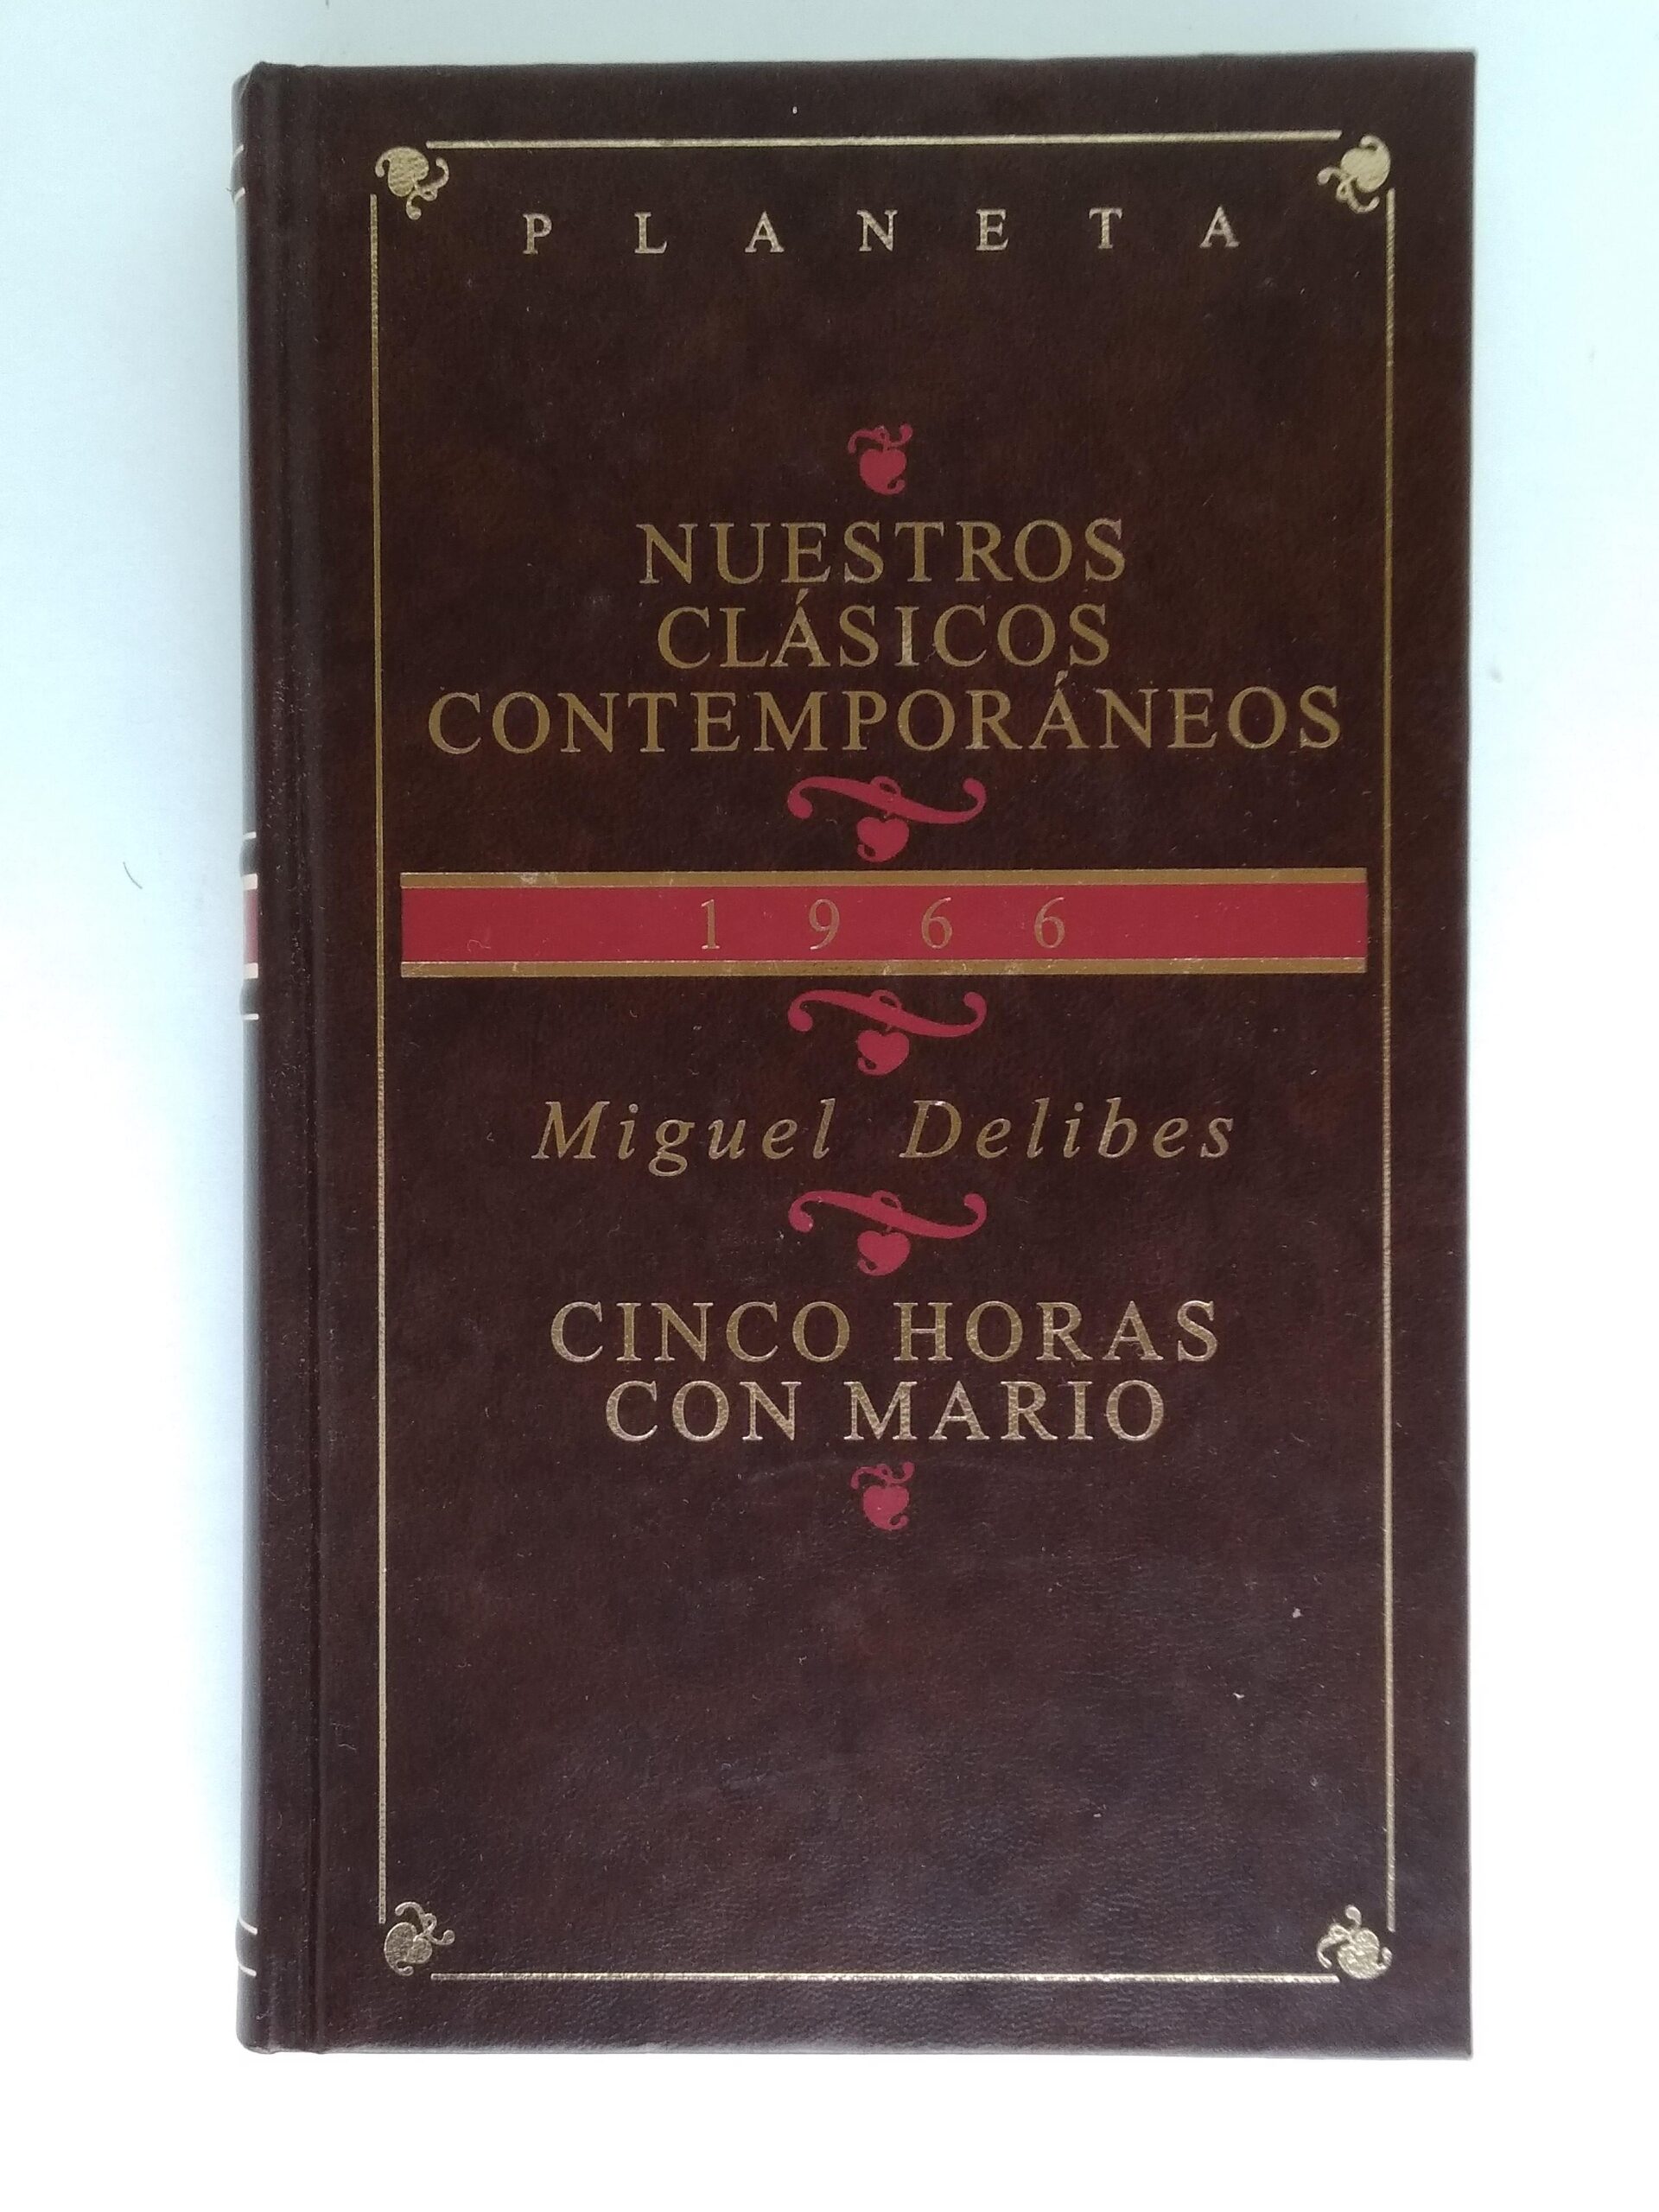 PLANETA
NUESTROS
CLÁSICOS
CONTEMPORÁNEOS
1966
Miguel Delibes
CINCO HORAS
CON MARIO